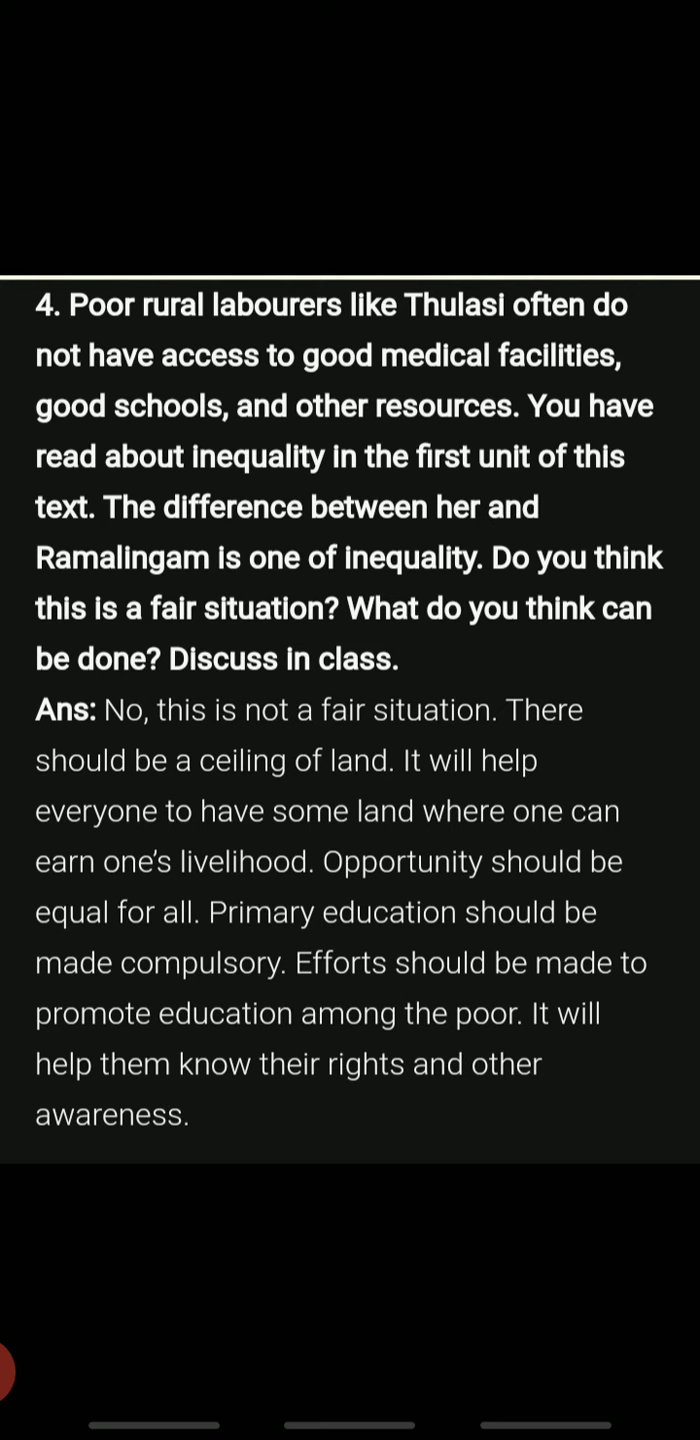 4. Poor rural labourers like Thulasi often do
not have access to good medical facilities,
good schools, and other resources. You have
read about inequality in the first unit of this
text. The difference between her and
Ramalingam is one of inequality. Do you think
this is a fair situation? What do you think can
be done? Discuss in class.
Ans: No, this is not a fair situation. There
should be a ceiling of land. It will help
everyone to have some land where one can
earn one’s livelihood. Opportunity should be
equal for all. Primary education should be
made compulsory. Efforts should be made to
promote education among the poor. It will
help them know their rights and other
awareness.